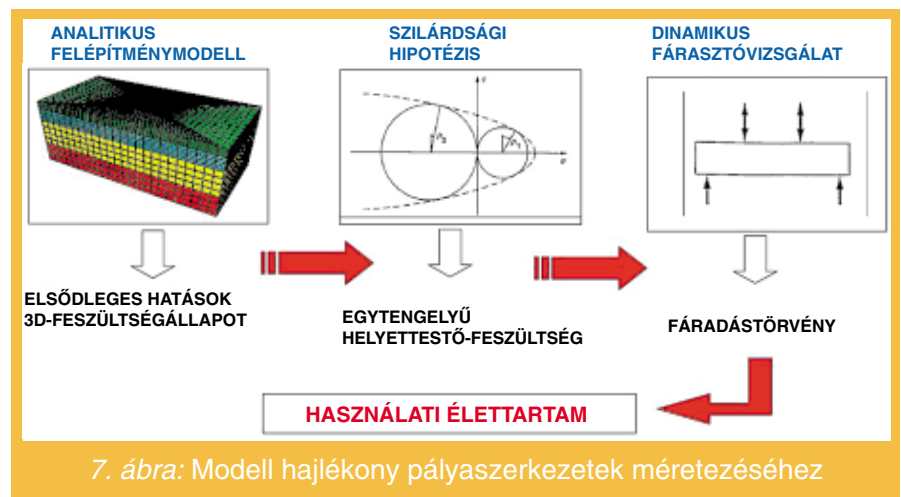 ANALITIKUS
FELÉPÍTMÉNYMODELL
SZILÁRDSÁGI
HIPOTÉZIS
DINAMIKUS
FÁRASZTÓVIZSGÁLAT
ELSŐDLEGES HATÁSOK
3D-FESZÜLTSÉGÁLLAPOT
EGYTENGELYŰ
HELYETTESTŐ-FESZÜLTSÉG
FÁRADÁSTÖRVÉNY
HASZNÁLATI ÉLETTARTAM
7. ábra: Modell hajlékony pályaszerkezetek méretezéséhez